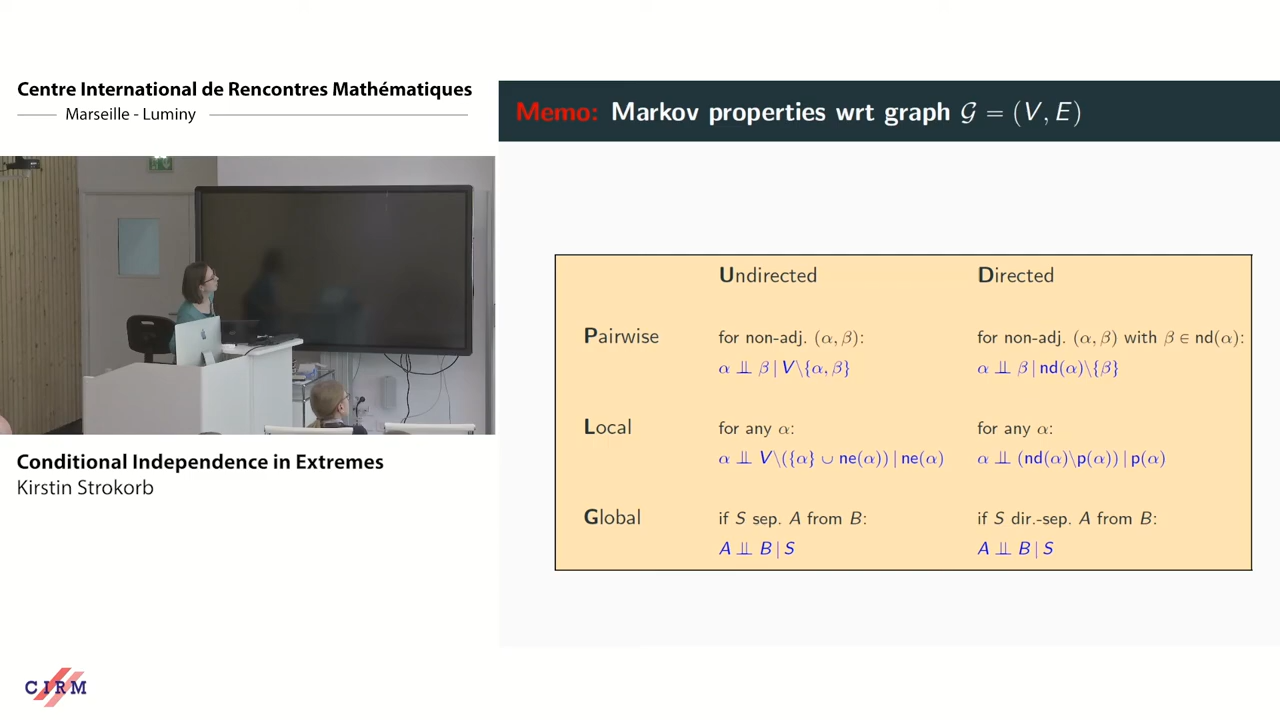 Centre International de Rencontres Mathématiques
Marseille - Luminy
Conditional Independence in Extremes
Kirstin Strokorb
CIRM
Memo: Markov properties wrt graph 𝒢 = (V, E)
Undirected Directed
Pairwise for non-adj. (α, β): for non-adj. (α, β) with β ∈ nd(α):
α ⫫ β | V\{α, β} α ⫫ β | nd(α)\{β}
Local for any α: for any α:
α ⫫ V\({α} ∪ ne(α)) | ne(α) α ⫫ (nd(α)\p(α)) | p(α)
Global if S sep. A from B: if S dir.-sep. A from B:
A ⫫ B | S A ⫫ B | S